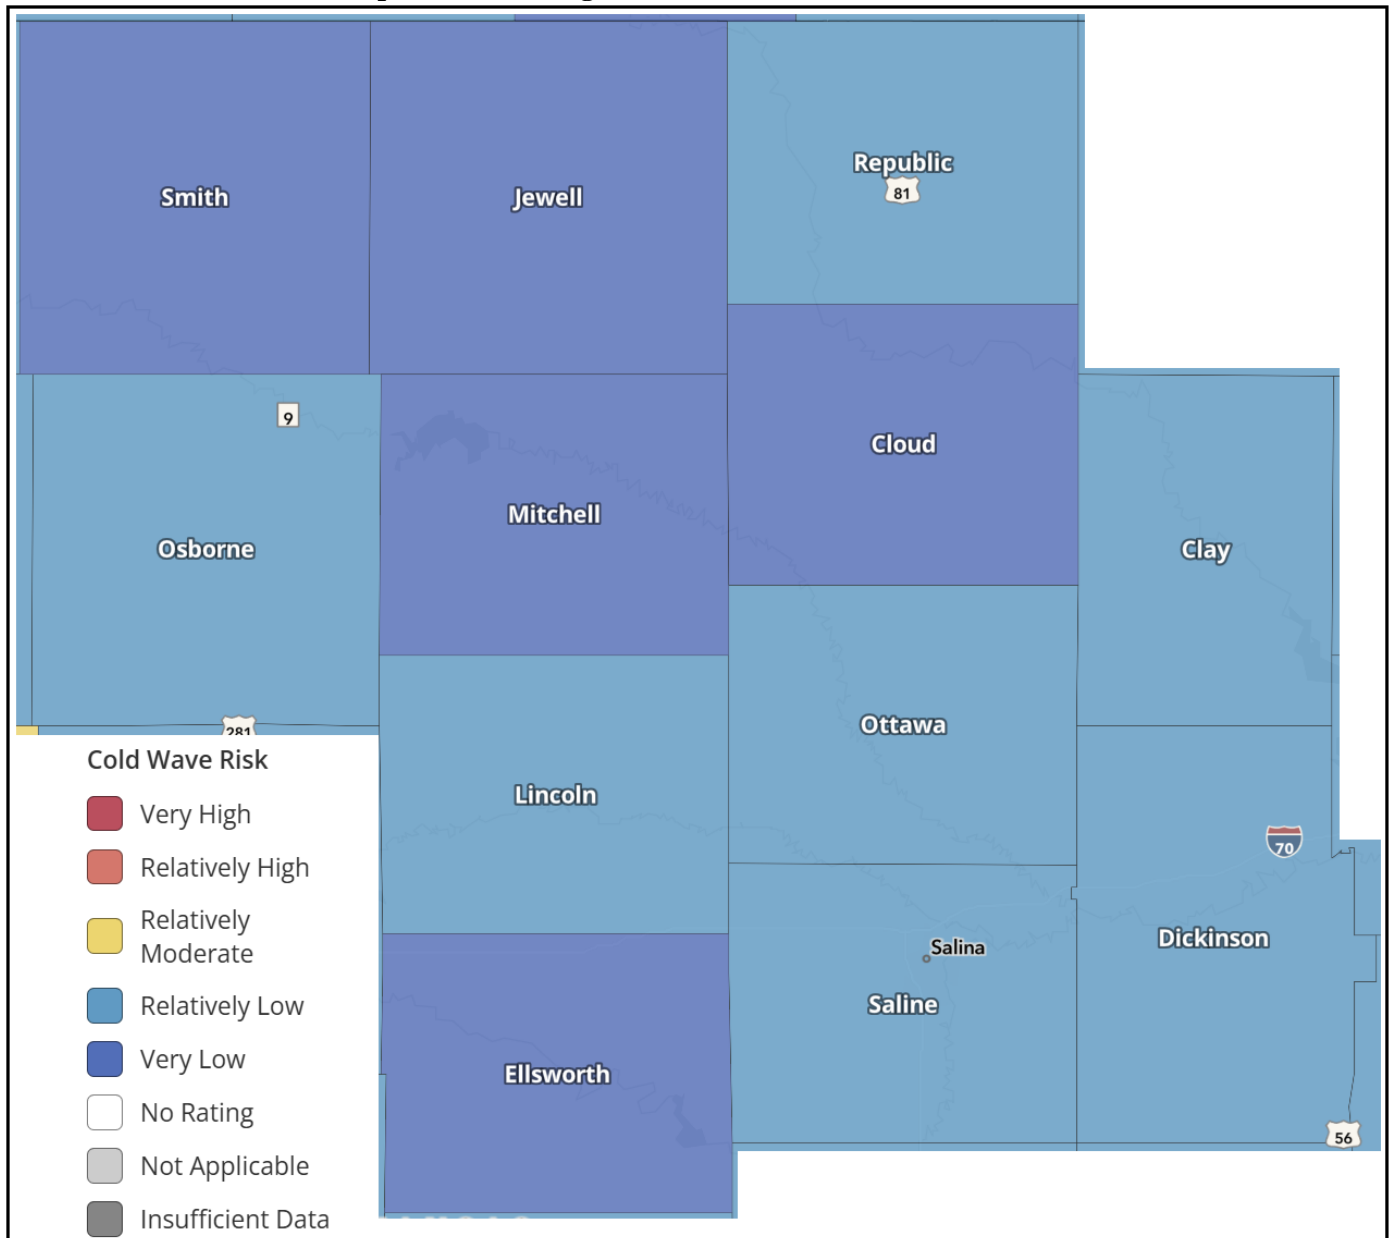 Smith
Jewell
Republic
81
9
Cloud
Mitchell
Osborne
Clay
281
Ottawa
Lincoln
70
Dickinson
Salina
Saline
Ellsworth
56
Cold Wave Risk
Very High
Relatively High
Relatively
Moderate
Relatively Low
Very Low
No Rating
Not Applicable
Insufficient Data